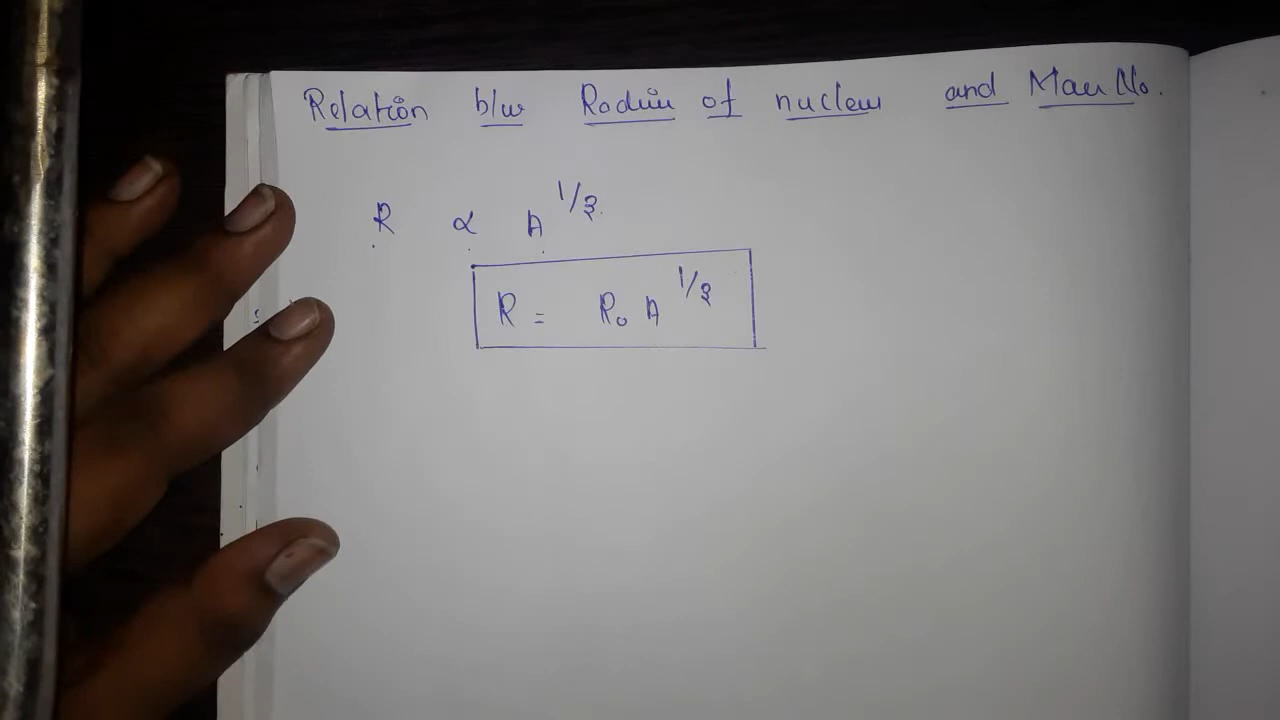 Relation b/w Radius of nucleus and Mass No.
R ∝ A^1/3.
R = R₀ A^1/3